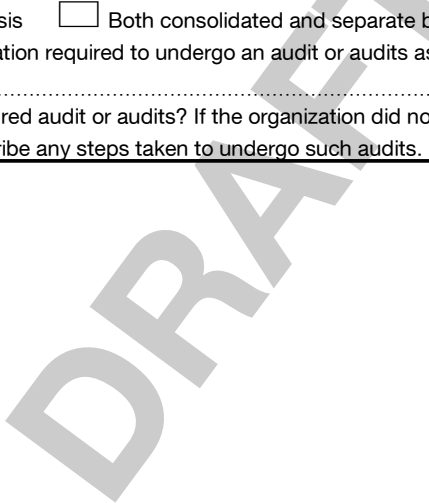 sis Both consolidated and separate b
ation required to undergo an audit or audits as
....................................................................................................
red audit or audits? If the organization did no
ribe any steps taken to undergo such audits.
DRAFT